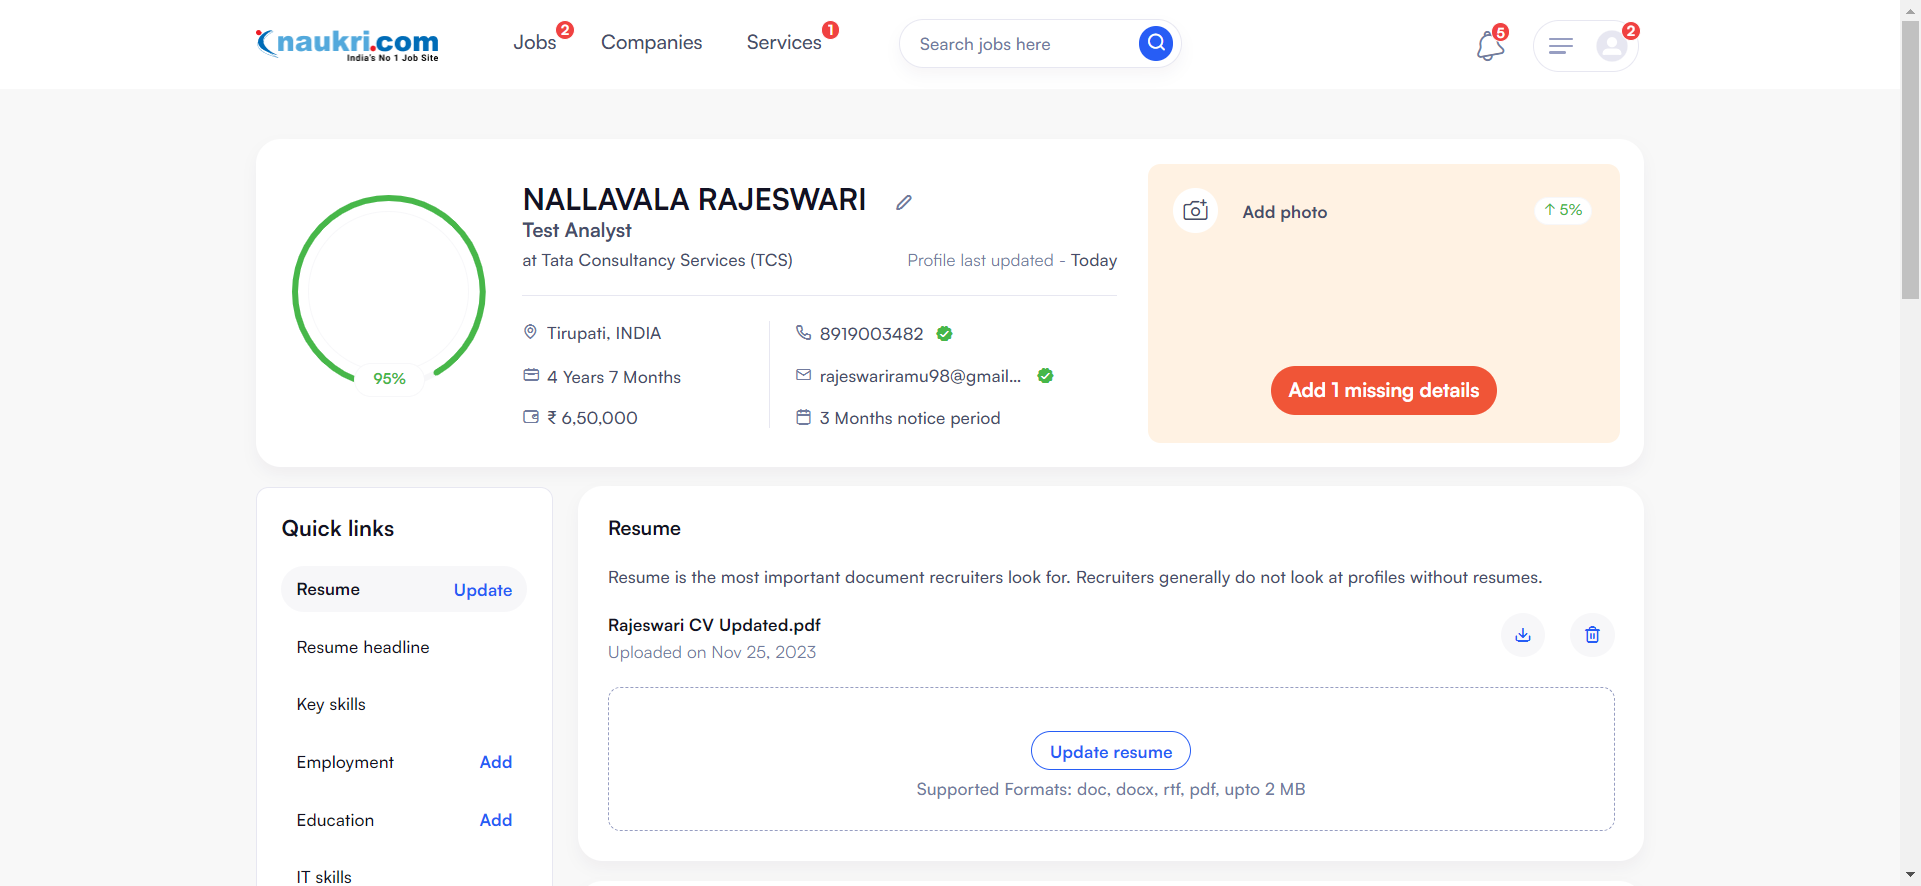 naukri.com
India's No 1 Job Site
Jobs 2
Companies
Services 1
Search jobs here
5
2
NALLAVALA RAJESWARI
Test Analyst
at Tata Consultancy Services (TCS)
Profile last updated - Today
95%
Tirupati, INDIA
4 Years 7 Months
₹ 6,50,000
8919003482
rajeswariramu98@gmail...
3 Months notice period
Add photo
↑ 5%
Add 1 missing details
Quick links
Resume Update
Resume headline
Key skills
Employment Add
Education Add
IT skills
Resume
Resume is the most important document recruiters look for. Recruiters generally do not look at profiles without resumes.
Rajeswari CV Updated.pdf
Uploaded on Nov 25, 2023
Update resume
Supported Formats: doc, docx, rtf, pdf, upto 2 MB